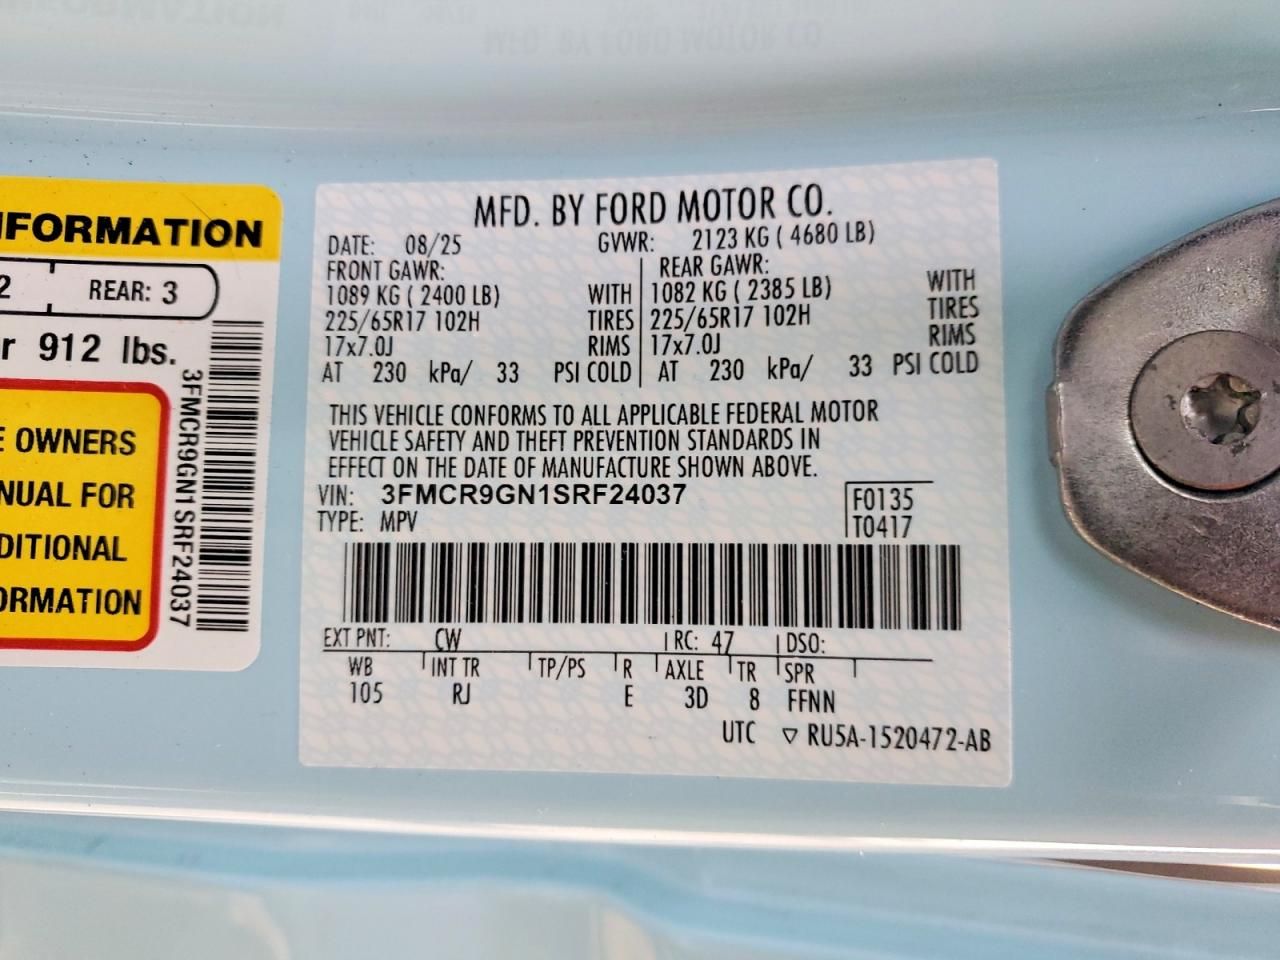 INFORMATION
2 REAR: 3
r 912 lbs.
E OWNERS
NUAL FOR
DITIONAL
ORMATION
3FMCR9GN1SRF24037
MFD. BY FORD MOTOR CO.
DATE: 08/25 GVWR: 2123 KG ( 4680 LB)
FRONT GAWR: REAR GAWR:
1089 KG ( 2400 LB) WITH 1082 KG ( 2385 LB) WITH
225/65R17 102H TIRES 225/65R17 102H TIRES
17x7.0J RIMS 17x7.0J RIMS
AT 230 kPa/ 33 PSI COLD AT 230 kPa/ 33 PSI COLD
THIS VEHICLE CONFORMS TO ALL APPLICABLE FEDERAL MOTOR
VEHICLE SAFETY AND THEFT PREVENTION STANDARDS IN
EFFECT ON THE DATE OF MANUFACTURE SHOWN ABOVE.
VIN: 3FMCR9GN1SRF24037 F0135
TYPE: MPV T0417
EXT PNT: CW RC: 47 DSO:
WB INT TR TP/PS R AXLE TR SPR
105 RJ E 3D 8 FFNN
UTC ▽ RU5A-1520472-AB